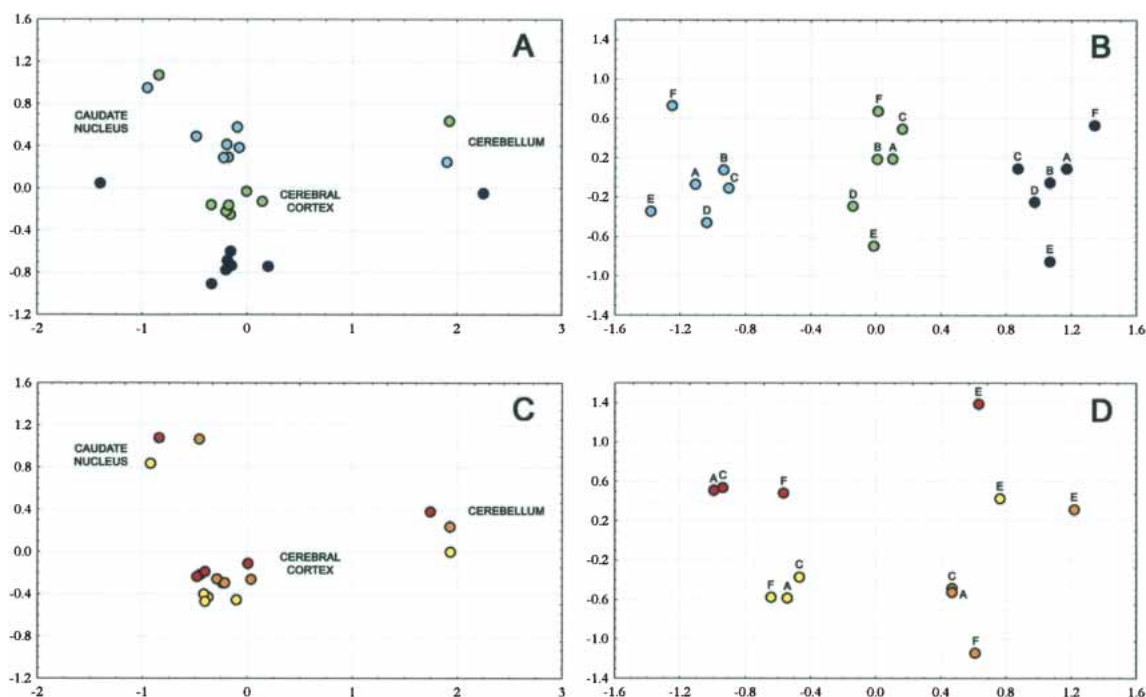 1.6
A
1.2
0.8
CAUDATE
NUCLEUS
CEREBELLUM
0.4
0.0
CEREBRAL
CORTEX
-0.4
-0.8
-1.2
-2 -1 0 1 2 3
1.4
B
1.0
F F C F
0.6
B A
0.2
A B C C B A
-0.2
E D D D
-0.6
E E
-1.0
-1.4
-1.6 -1.2 -0.8 -0.4 0.0 0.4 0.8 1.2 1.6
1.6
C
1.2
CAUDATE
NUCLEUS
0.8
0.4
CEREBELLUM
0.0
CEREBRAL
CORTEX
-0.4
-0.8
-1.2
-2 -1 0 1 2 3
E
1.4
D
1.0
A C F
0.6
E E
0.2
-0.2
C C
F A A
-0.6
F
-1.0
-1.4
-1.6 -1.2 -0.8 -0.4 0.0 0.4 0.8 1.2 1.6